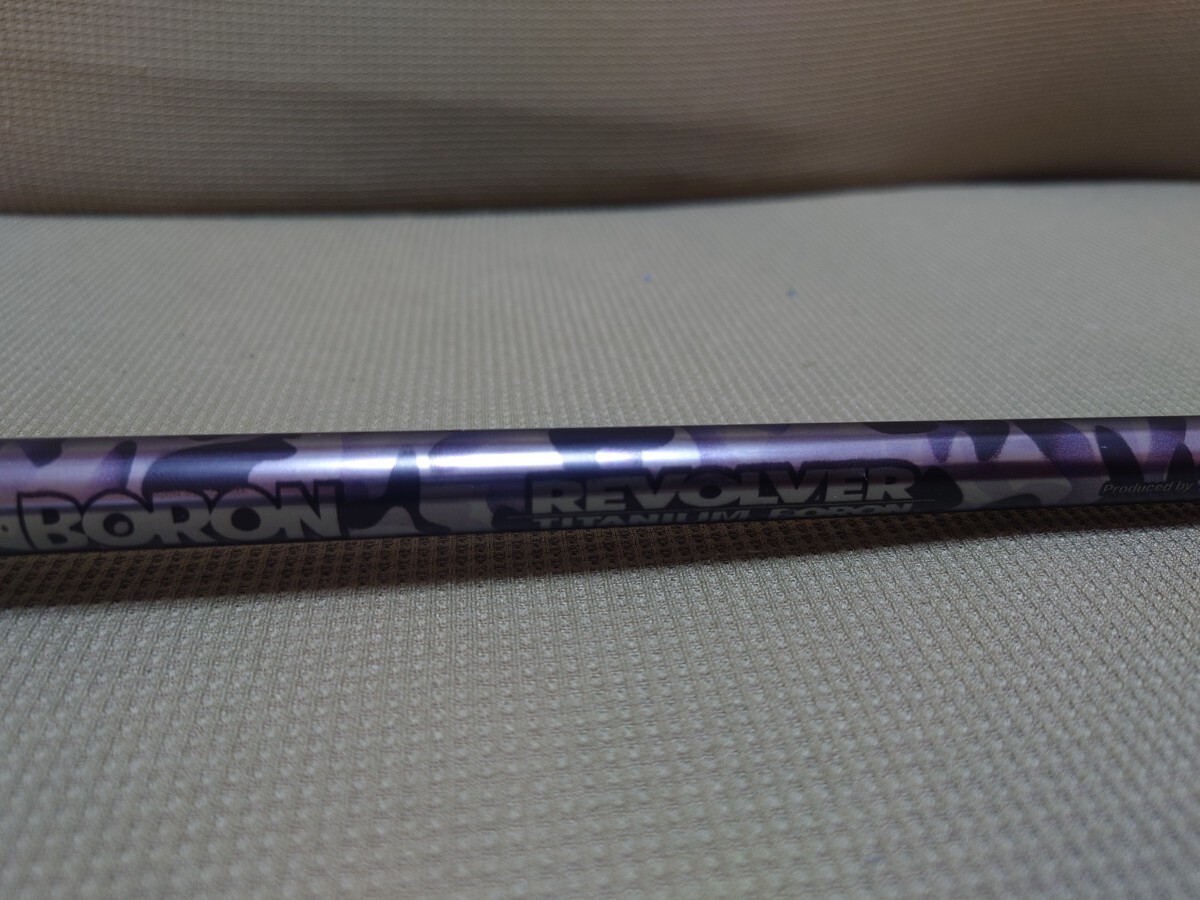 BORON
REVOLVER
TITANIUM BORON
Produced by